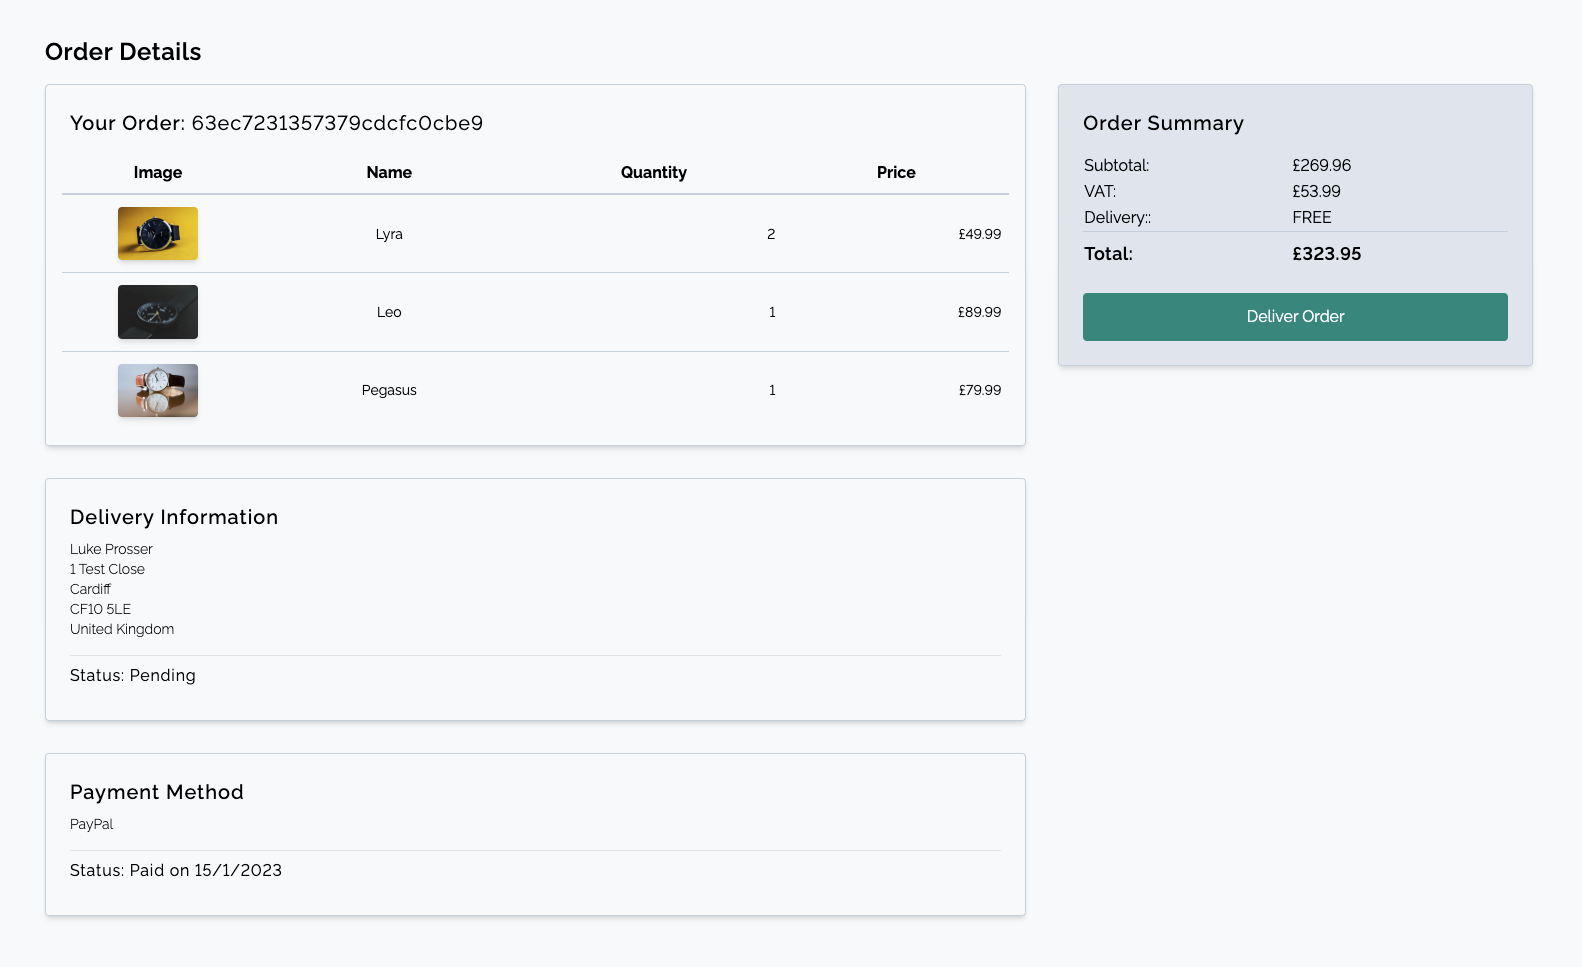 Order Details
Your Order: 63ec7231357379cdcfc0cbe9
Image Name Quantity Price
Lyra 2 £49.99
Leo 1 £89.99
Pegasus 1 £79.99
Order Summary
Subtotal: £269.96
VAT: £53.99
Delivery:: FREE
Total: £323.95
Deliver Order
Delivery Information
Luke Prosser
1 Test Close
Cardiff
CF10 5LE
United Kingdom
Status: Pending
Payment Method
PayPal
Status: Paid on 15/1/2023